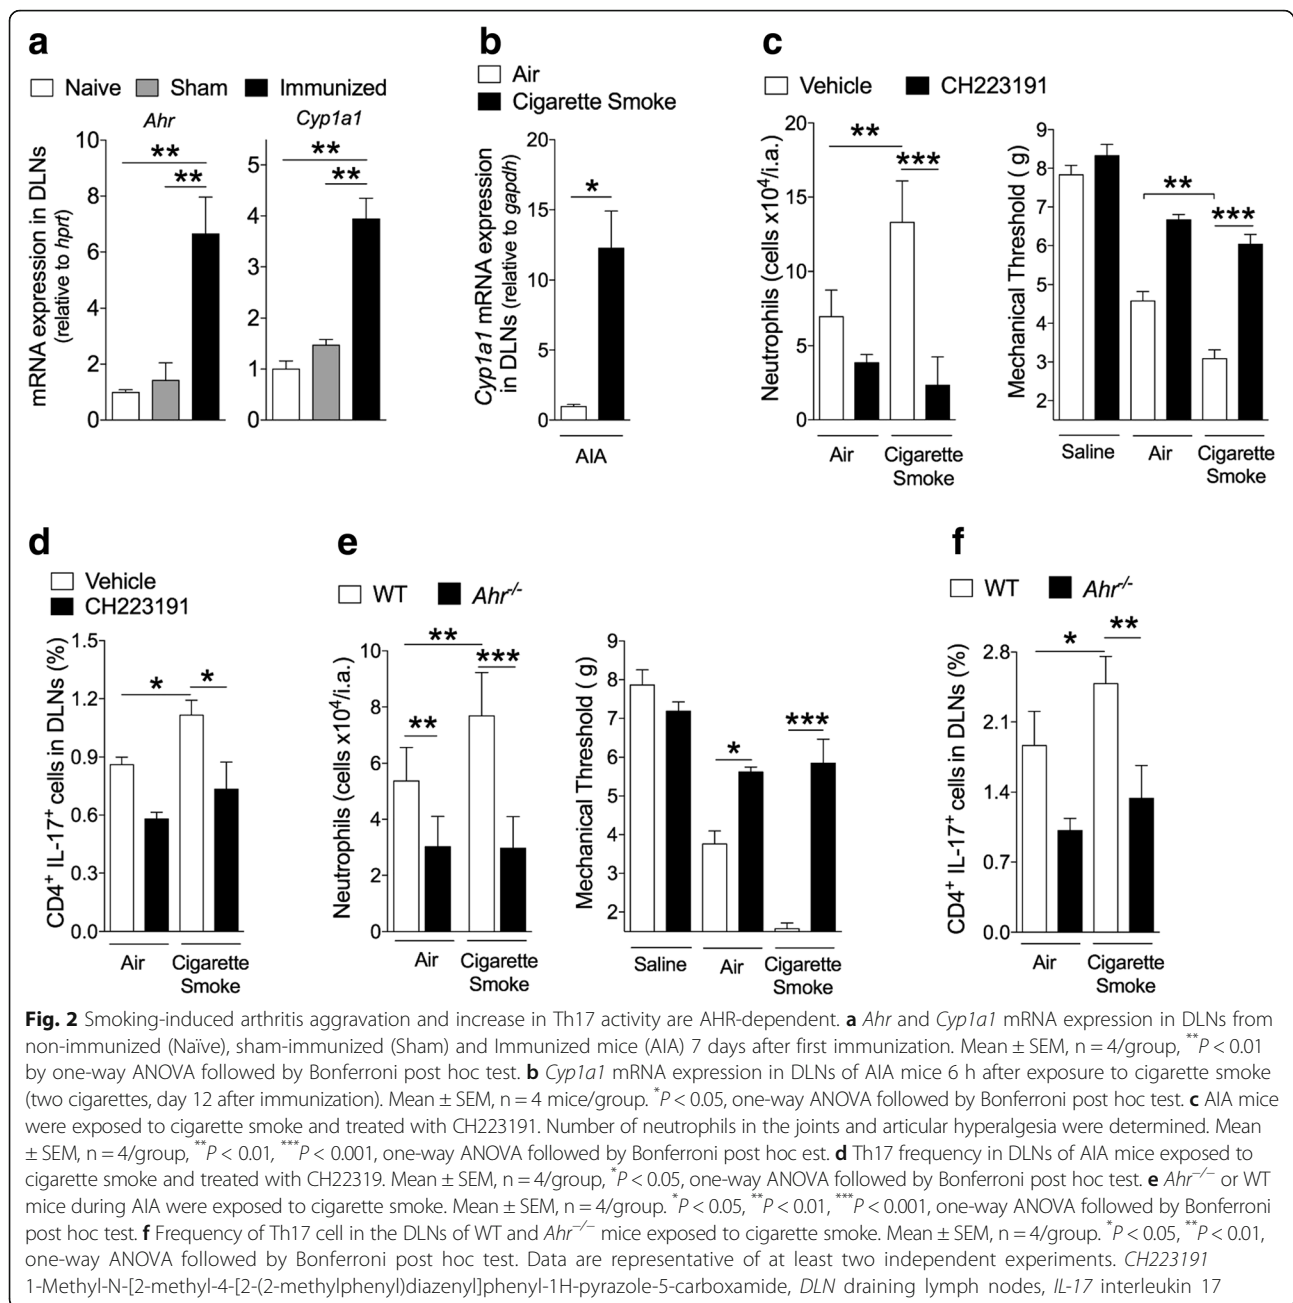 a
Naive Sham Immunized
Ahr
Cyp1a1
mRNA expression in DLNs
(relative to hprt)
10
8
6
4
2
0
** **
5
4
3
2
1
0
** **
b
Air
Cigarette Smoke
Cyp1a1 mRNA expression
in DLNs (relative to gapdh)
20
15
10
5
0
*
AIA
c
Vehicle CH223191
Neutrophils (cells x10⁴/i.a.)
20
15
10
5
0
** ***
Air Cigarette
Smoke
Mechanical Threshold ( g)
9
8
7
6
5
4
3
2
** ***
Saline Air Cigarette
Smoke
d
Vehicle
CH223191
CD4⁺ IL-17⁺ cells in DLNs (%)
1.5
1.2
0.9
0.6
0.3
0.0
* *
Air Cigarette
Smoke
e
WT Ahr⁻/⁻
Neutrophils (cells x10⁴/i.a.)
10
8
6
4
2
0
** ** ***
Air Cigarette
Smoke
Mechanical Threshold ( g)
9
8
7
6
5
4
3
2
* ***
Saline Air Cigarette
Smoke
f
WT Ahr⁻/⁻
CD4⁺ IL-17⁺ cells in DLNs (%)
2.8
2.1
1.4
0.7
0.0
* **
Air Cigarette
Smoke
Fig. 2 Smoking-induced arthritis aggravation and increase in Th17 activity are AHR-dependent. a Ahr and Cyp1a1 mRNA expression in DLNs from
non-immunized (Naïve), sham-immunized (Sham) and Immunized mice (AIA) 7 days after first immunization. Mean ± SEM, n = 4/group, **P < 0.01
by one-way ANOVA followed by Bonferroni post hoc test. b Cyp1a1 mRNA expression in DLNs of AIA mice 6 h after exposure to cigarette smoke
(two cigarettes, day 12 after immunization). Mean ± SEM, n = 4 mice/group. *P < 0.05, one-way ANOVA followed by Bonferroni post hoc test. c AIA mice
were exposed to cigarette smoke and treated with CH223191. Number of neutrophils in the joints and articular hyperalgesia were determined. Mean
± SEM, n = 4/group, **P < 0.01, ***P < 0.001, one-way ANOVA followed by Bonferroni post hoc est. d Th17 frequency in DLNs of AIA mice exposed to
cigarette smoke and treated with CH22319. Mean ± SEM, n = 4/group, *P < 0.05, one-way ANOVA followed by Bonferroni post hoc test. e Ahr⁻/⁻ or WT
mice during AIA were exposed to cigarette smoke. Mean ± SEM, n = 4/group. *P < 0.05, **P < 0.01, ***P < 0.001, one-way ANOVA followed by Bonferroni
post hoc test. f Frequency of Th17 cell in the DLNs of WT and Ahr⁻/⁻ mice exposed to cigarette smoke. Mean ± SEM, n = 4/group. *P < 0.05, **P < 0.01,
one-way ANOVA followed by Bonferroni post hoc test. Data are representative of at least two independent experiments. CH223191
1-Methyl-N-[2-methyl-4-[2-(2-methylphenyl)diazenyl]phenyl-1H-pyrazole-5-carboxamide, DLN draining lymph nodes, IL-17 interleukin 17